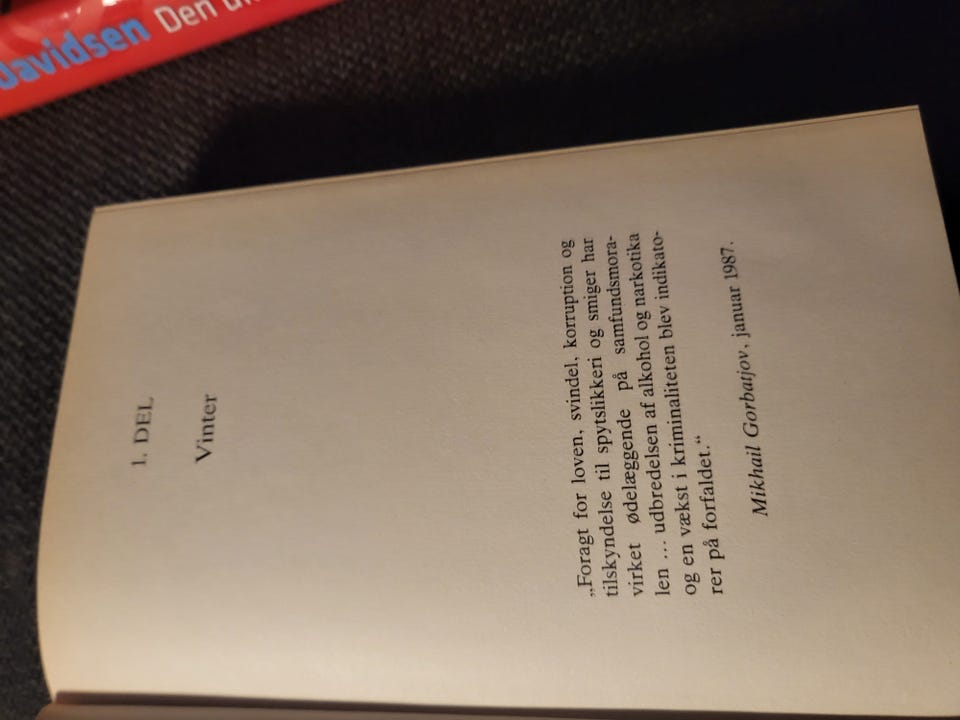 Davidsen Den
1. DEL
Vinter
„Foragt for loven, svindel, korruption og
tilskyndelse til spytslikkeri og smiger har
virket ødelæggende på samfundsmora-
len ... udbredelsen af alkohol og narkotika
og en vækst i kriminaliteten blev indikato-
rer på forfaldet.“
Mikhail Gorbatjov, januar 1987.